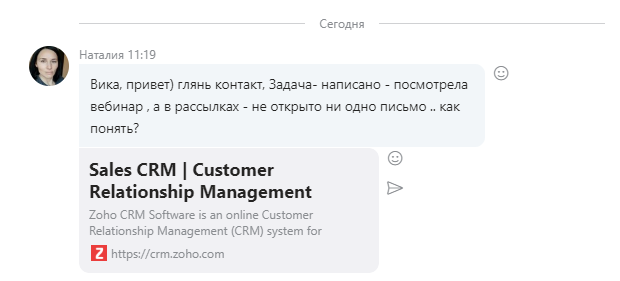 Сегодня
Наталия 11:19
Вика, привет) глянь контакт, Задача- написано - посмотрела
вебинар , а в рассылках - не открыто ни одно письмо .. как
понять?
Sales CRM | Customer
Relationship Management
Zoho CRM Software is an online Customer
Relationship Management (CRM) system for
Z https://crm.zoho.com